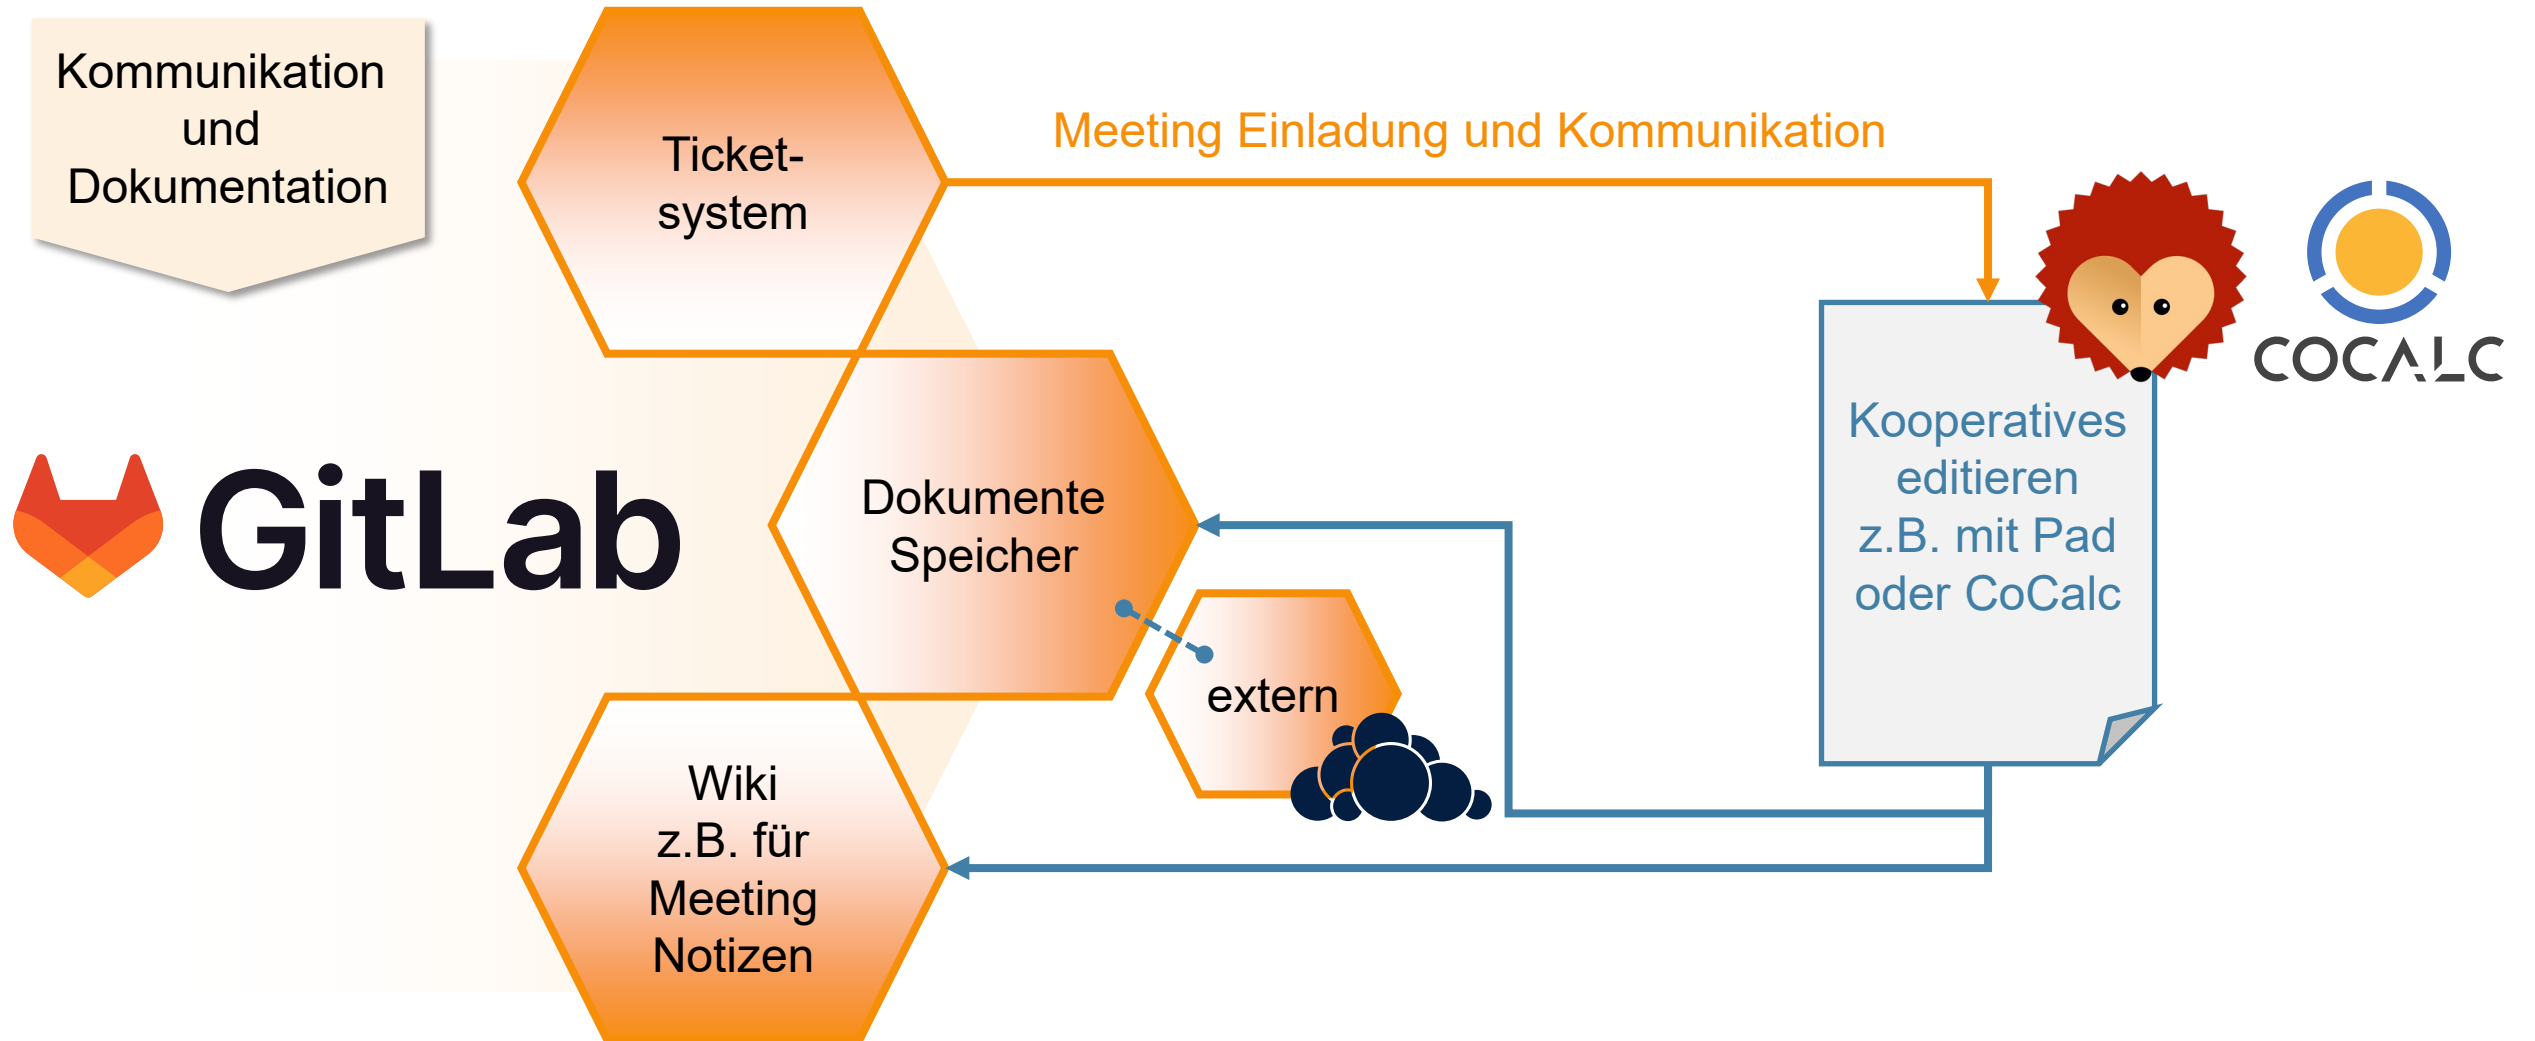 Kommunikation
und
Dokumentation
Ticket-
system
Meeting Einladung und Kommunikation
COCALC
GitLab
Dokumente
Speicher
extern
Kooperatives
editieren
z.B. mit Pad
oder CoCalc
Wiki
z.B. für
Meeting
Notizen